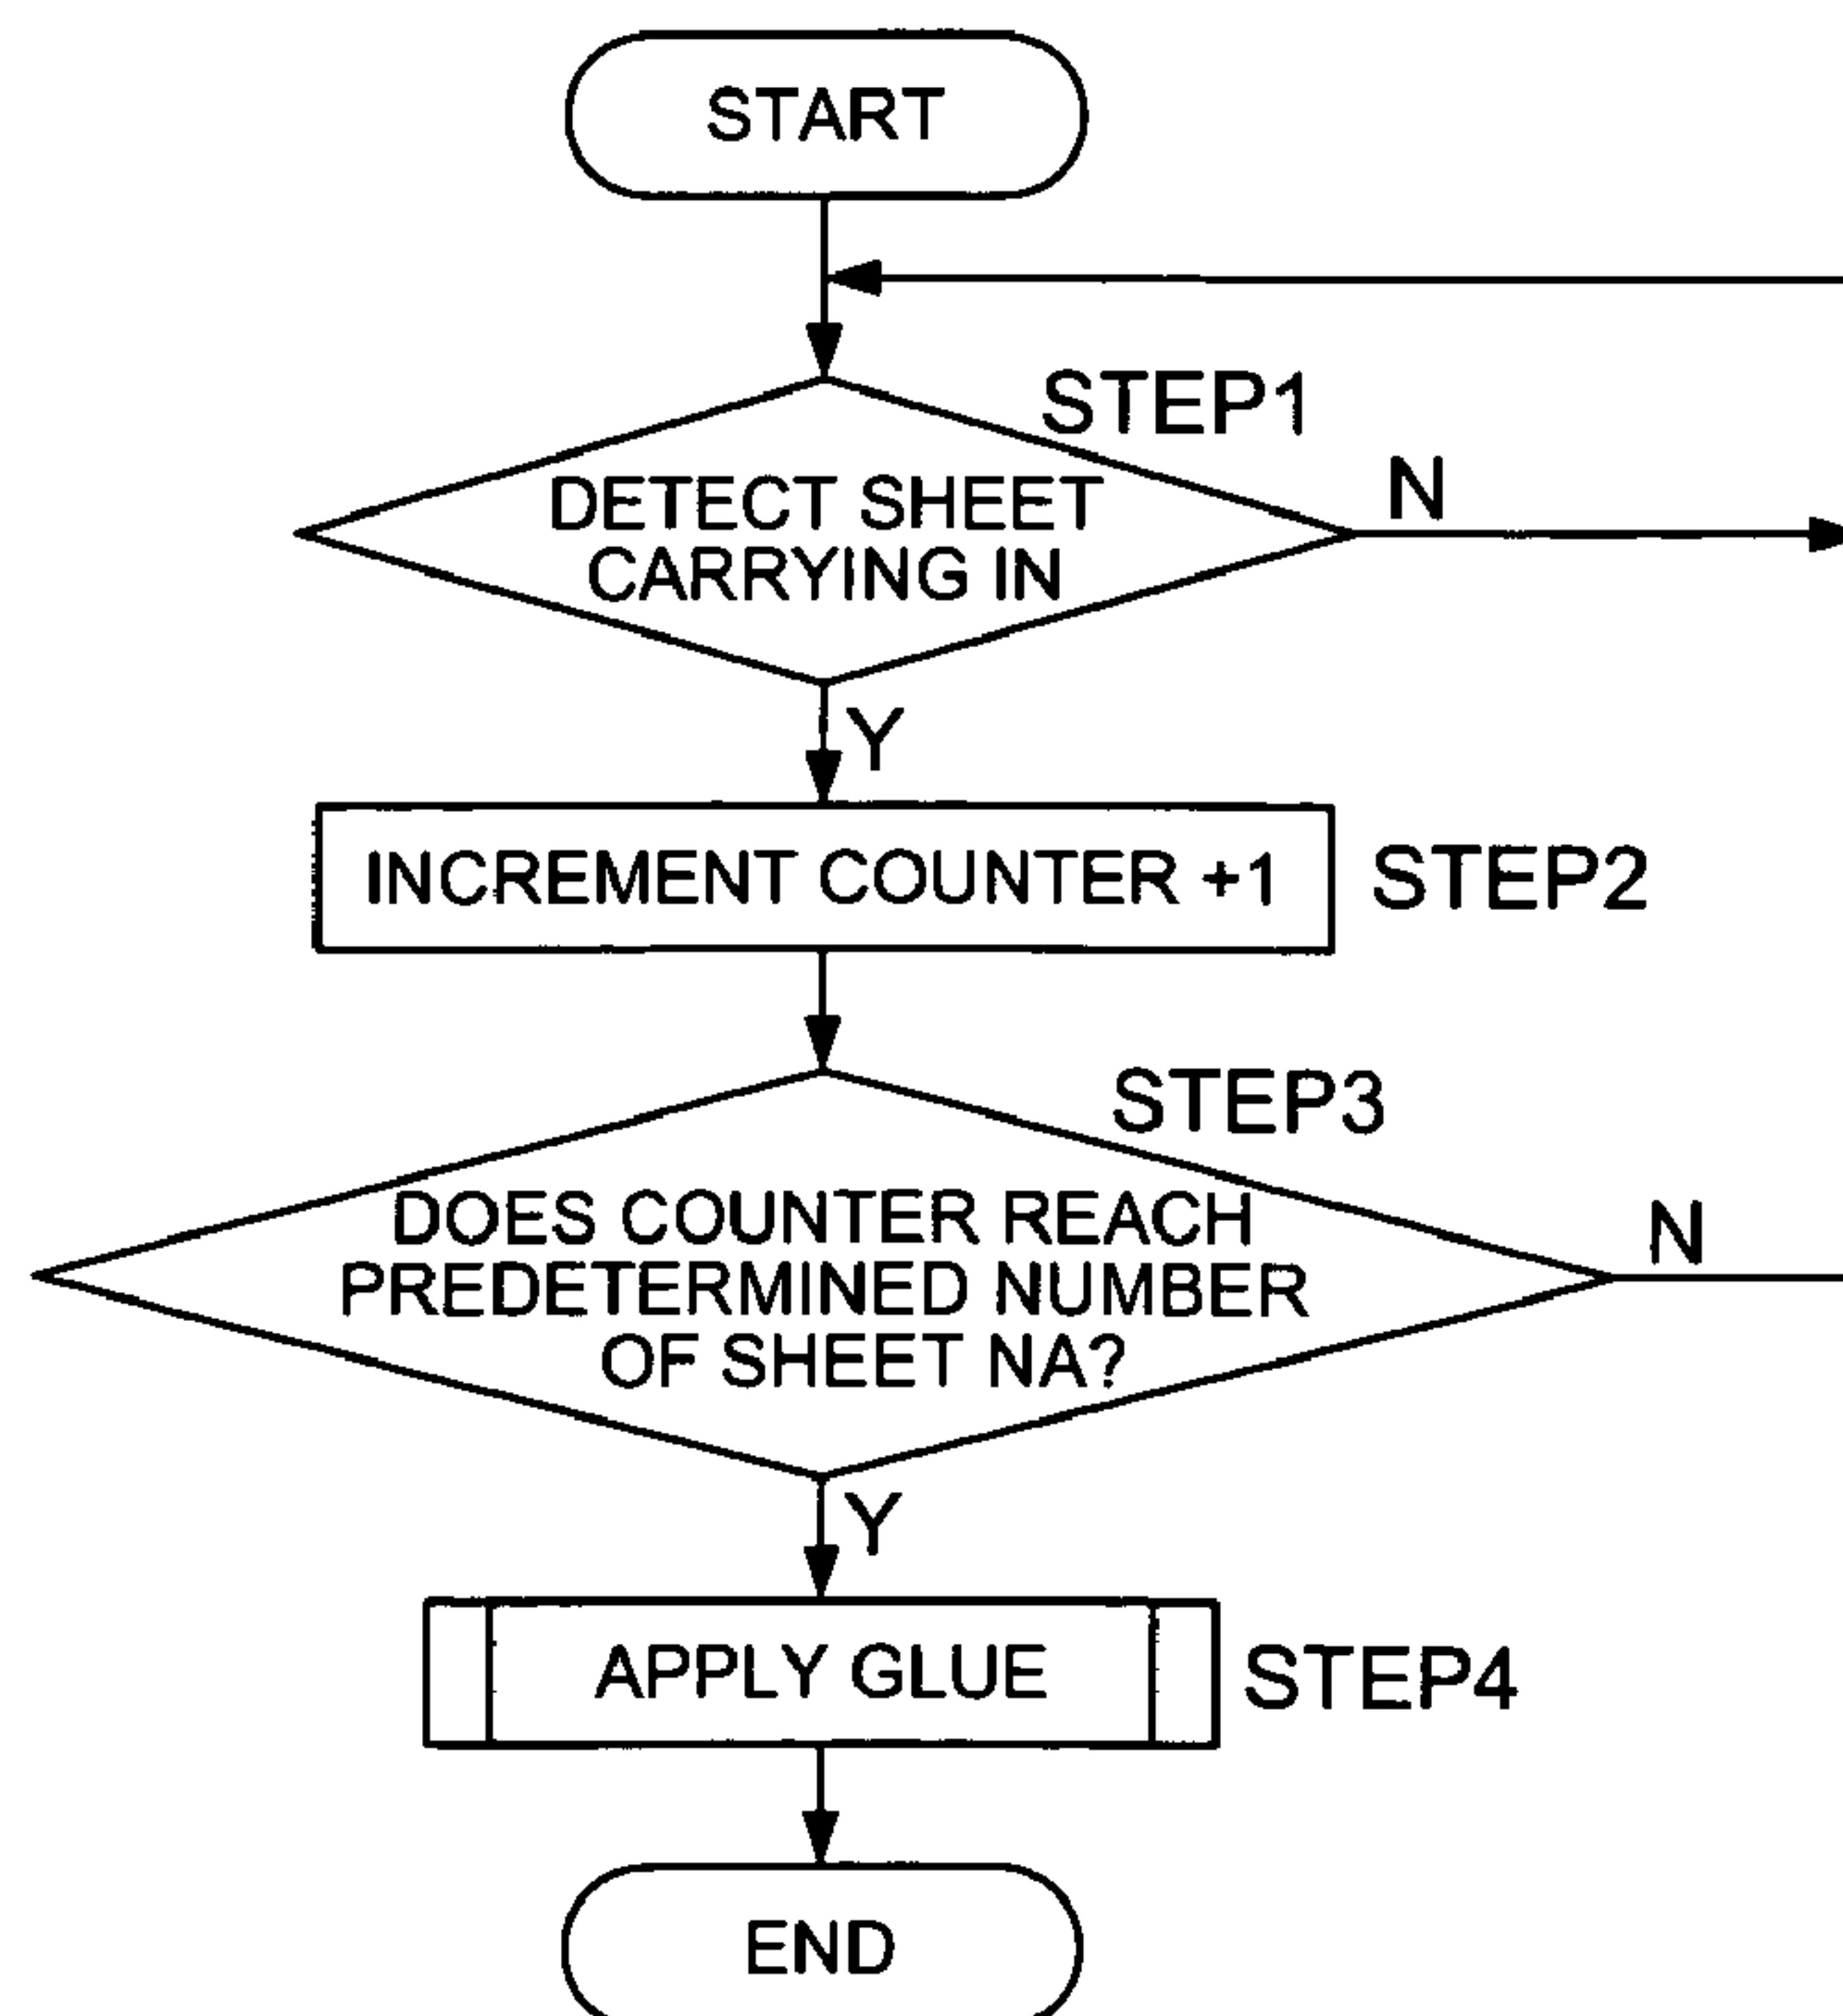 START
STEP1
DETECT SHEET
CARRYING IN
N
Y
INCREMENT COUNTER +1
STEP2
STEP3
DOES COUNTER REACH
PREDETERMINED NUMBER
OF SHEET NA?
N
Y
APPLY GLUE
STEP4
END